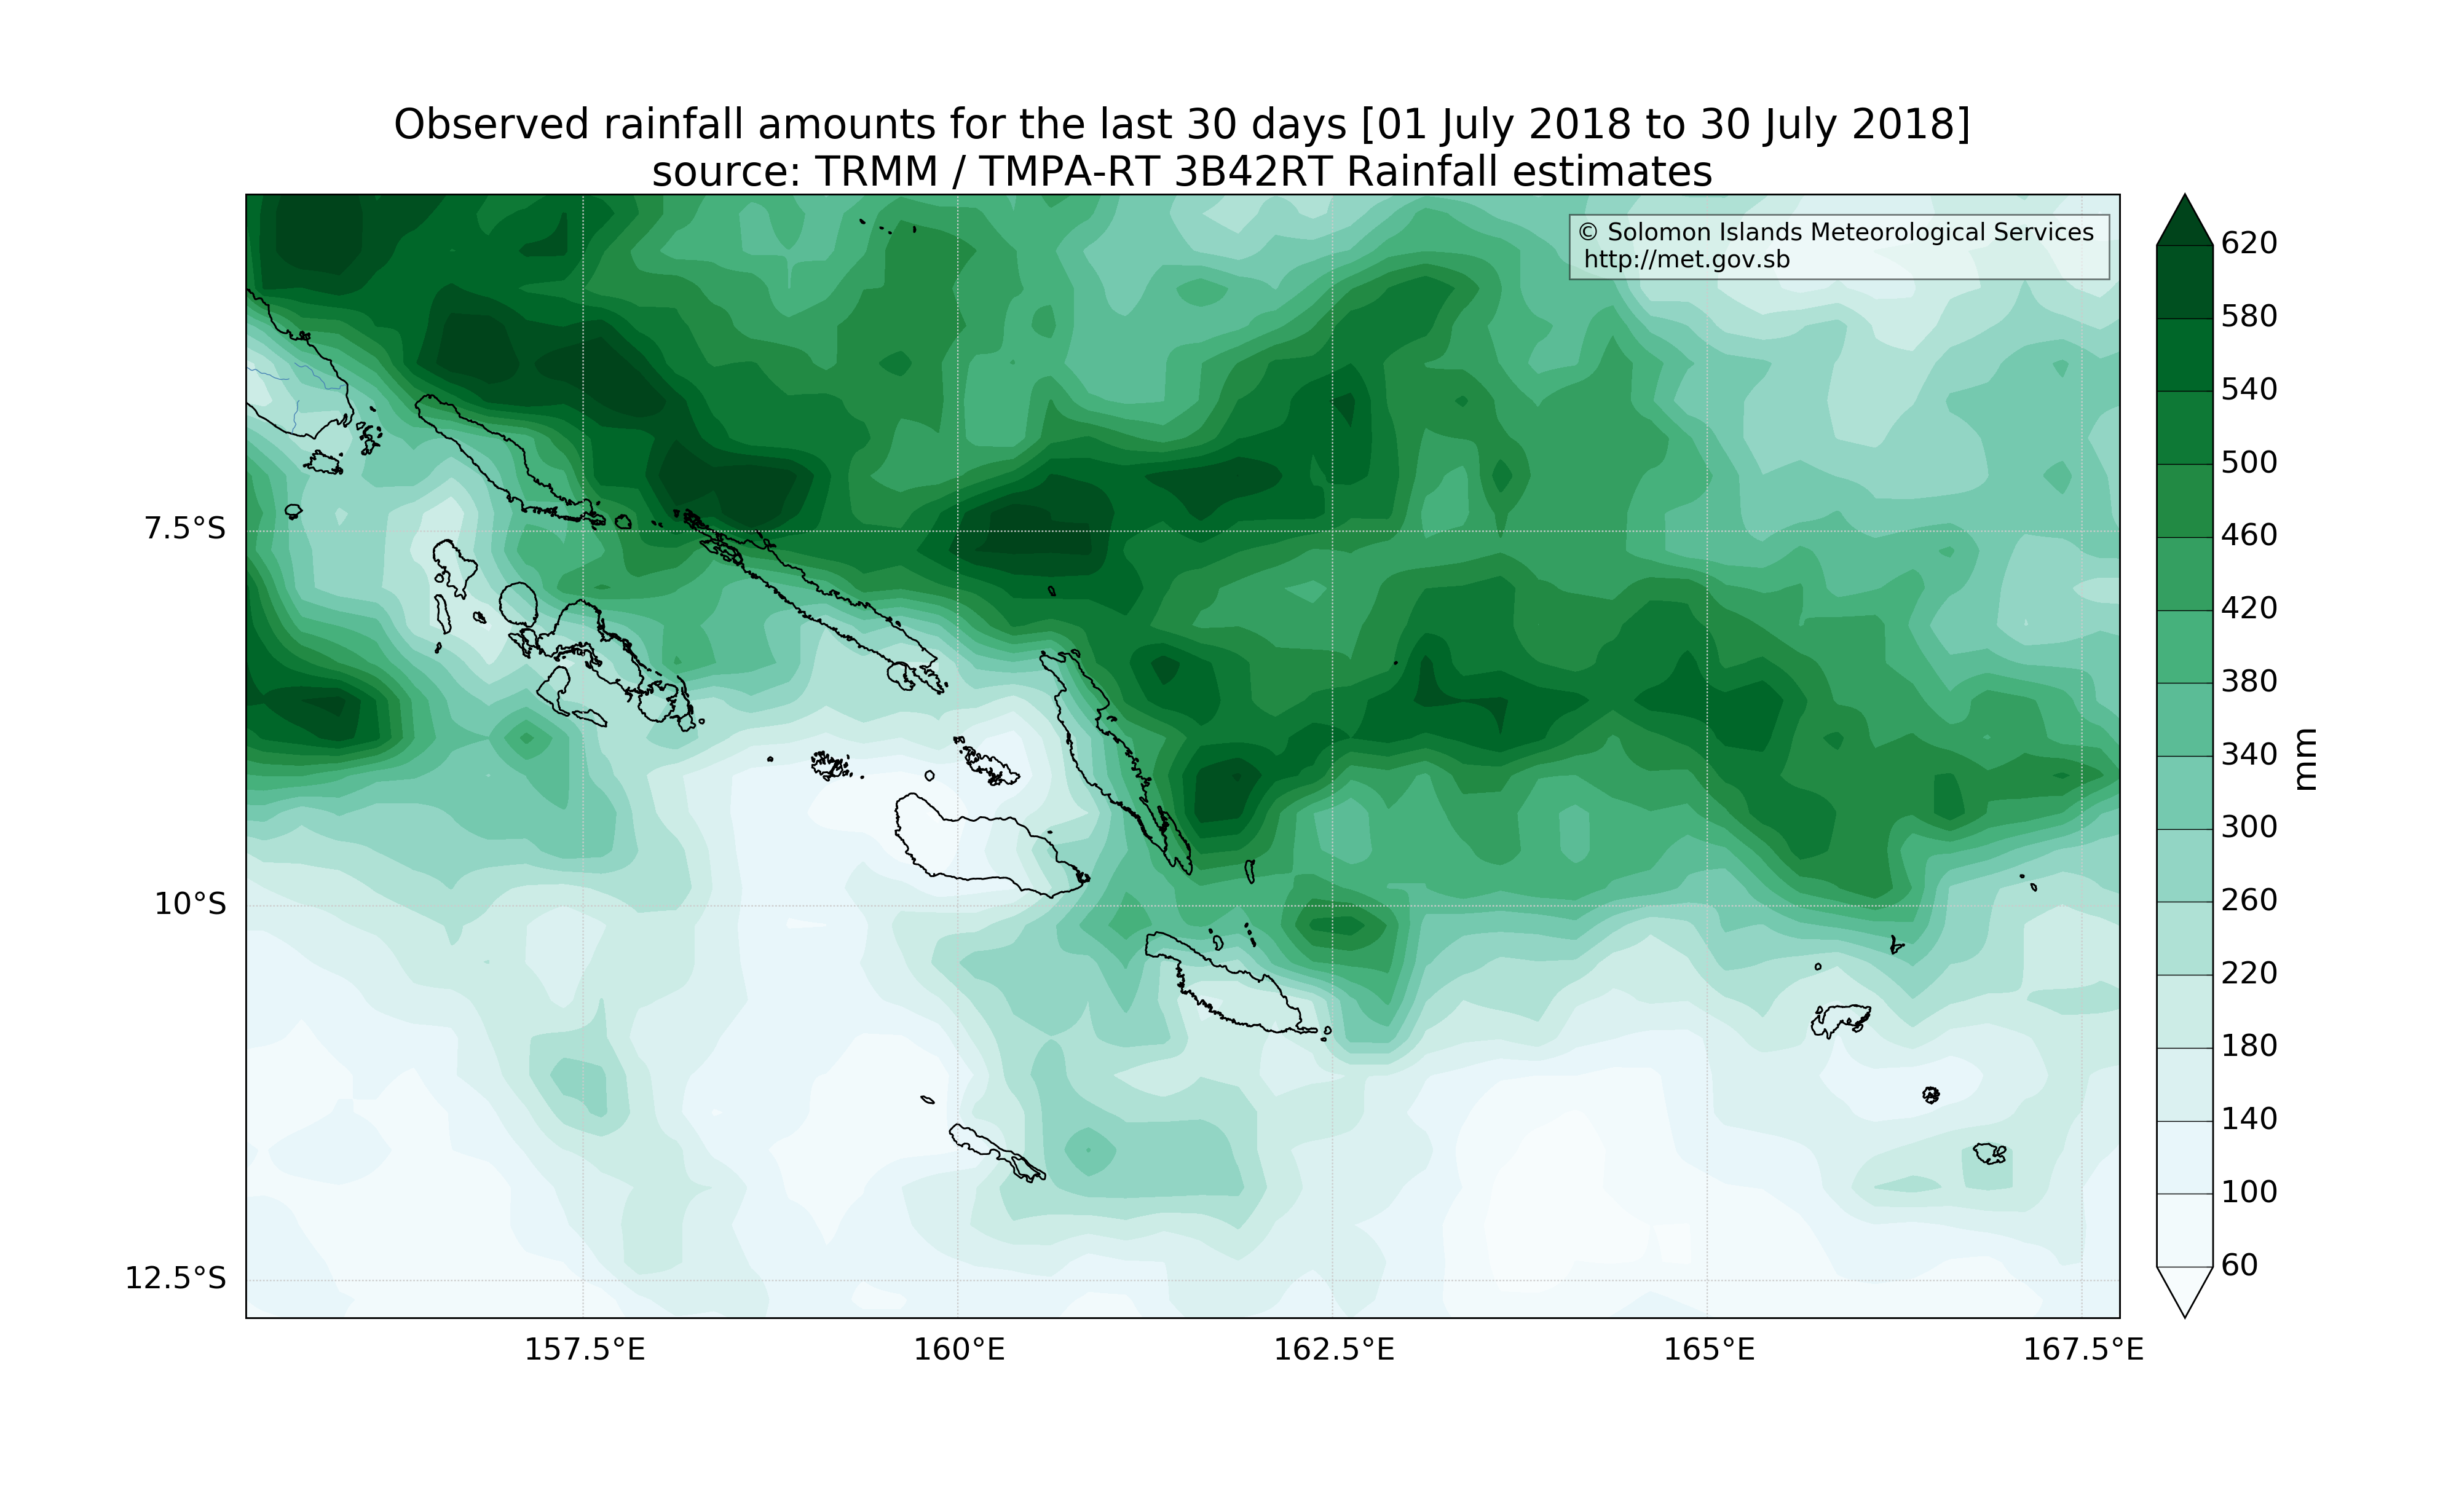 Observed rainfall amounts for the last 30 days [01 July 2018 to 30 July 2018]
source: TRMM / TMPA-RT 3B42RT Rainfall estimates
© Solomon Islands Meteorological Services
http://met.gov.sb
7.5°S
10°S
12.5°S
157.5°E
160°E
162.5°E
165°E
167.5°E
620
580
540
500
460
420
380
340
300
260
220
180
140
100
60
mm